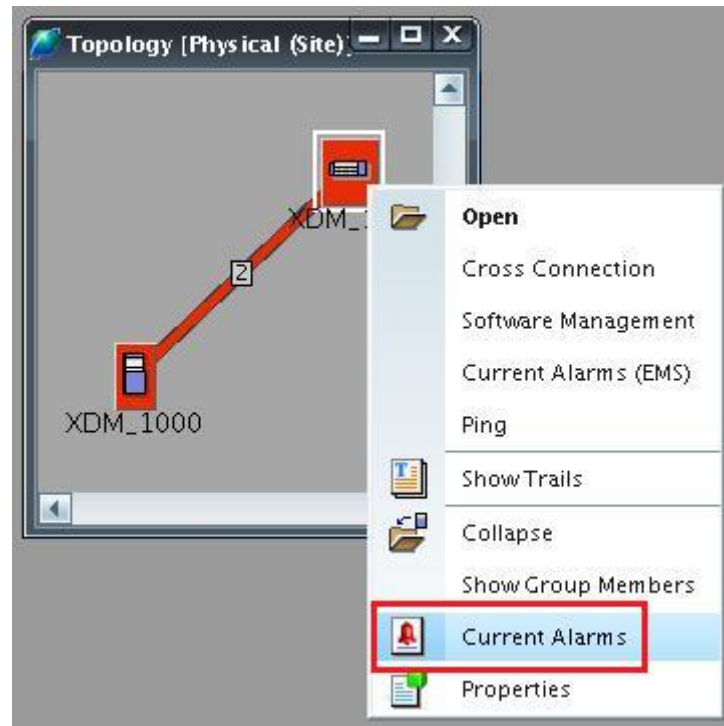 Topology [Physical (Site)]
2
XDM_1000
Open
Cross Connection
Software Management
Current Alarms (EMS)
Ping
Show Trails
Collapse
Show Group Members
Current Alarms
Properties